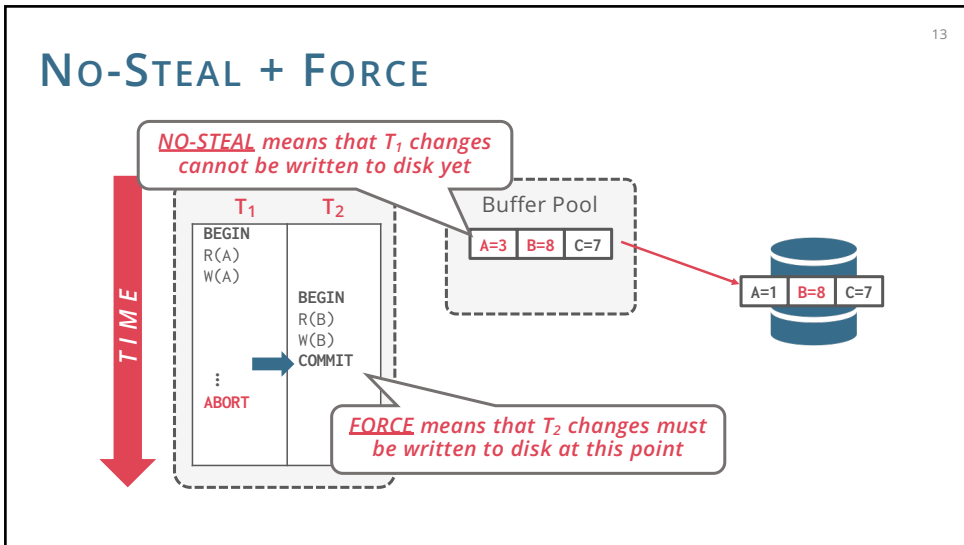 13
NO-STEAL + FORCE
NO-STEAL means that T1 changes
cannot be written to disk yet
TIME
T1 T2
BEGIN
R(A)
W(A)
BEGIN
R(B)
W(B)
COMMIT
⋮
ABORT
Buffer Pool
A=3 B=8 C=7
A=1 B=8 C=7
FORCE means that T2 changes must
be written to disk at this point